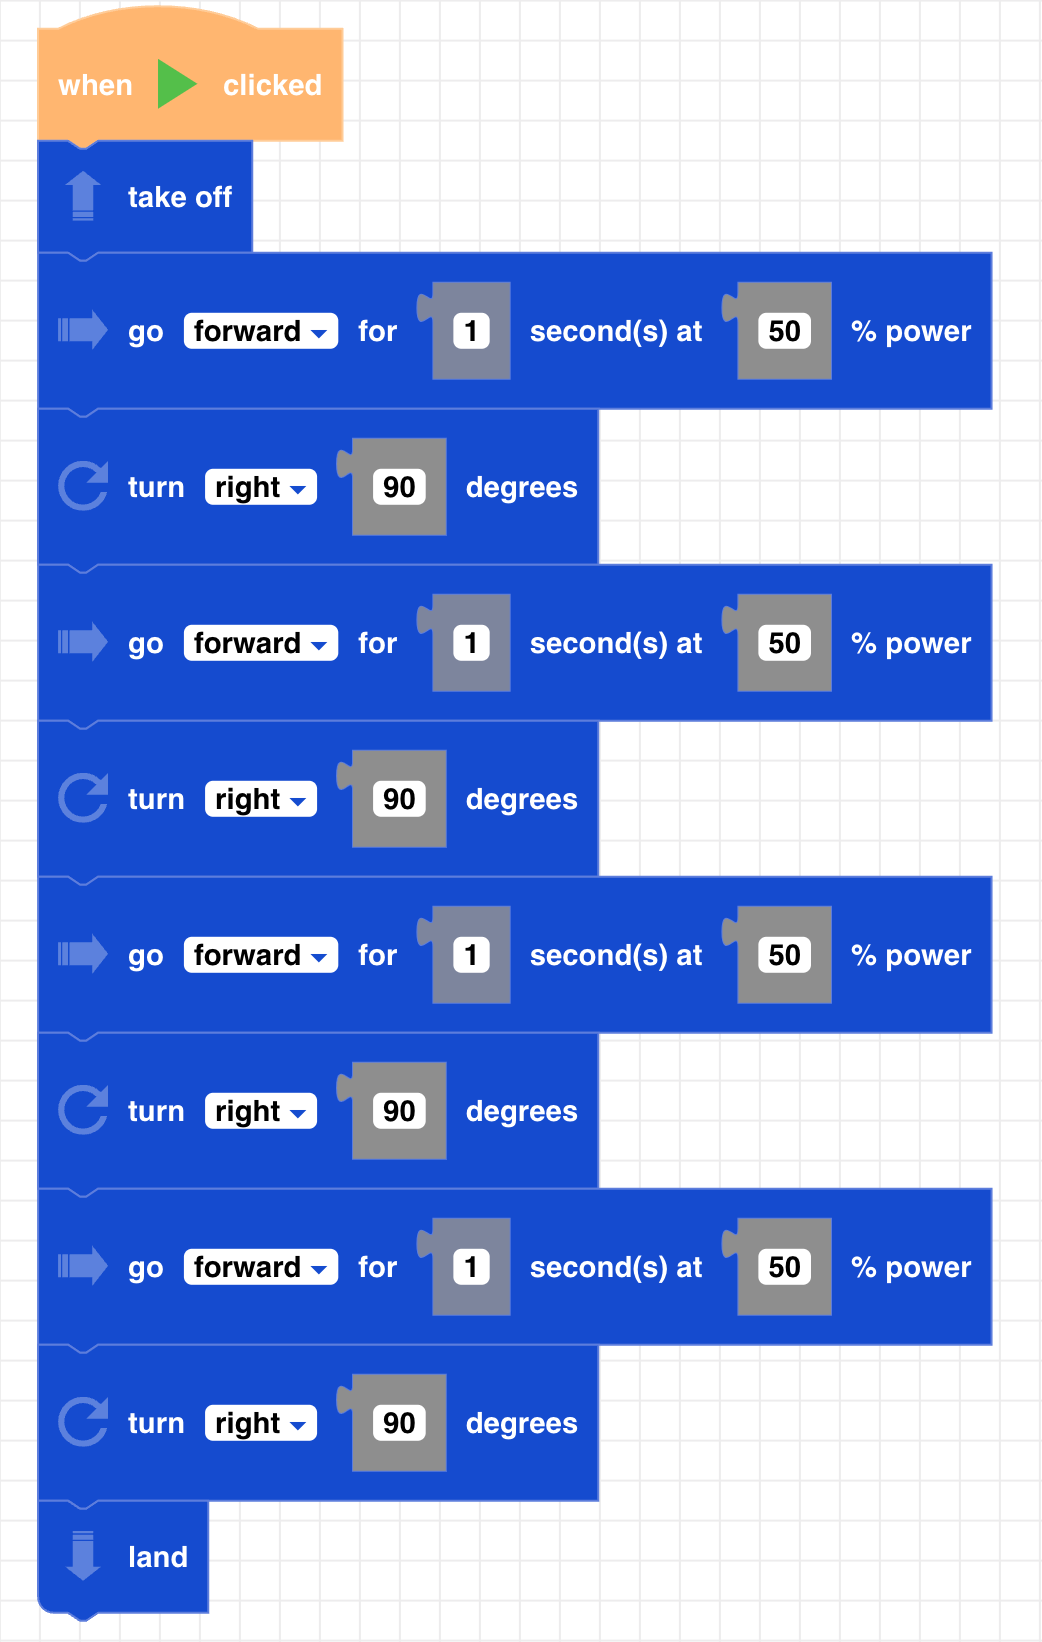 when clicked
take off
go forward for 1 second(s) at 50 % power
turn right 90 degrees
go forward for 1 second(s) at 50 % power
turn right 90 degrees
go forward for 1 second(s) at 50 % power
turn right 90 degrees
go forward for 1 second(s) at 50 % power
turn right 90 degrees
land